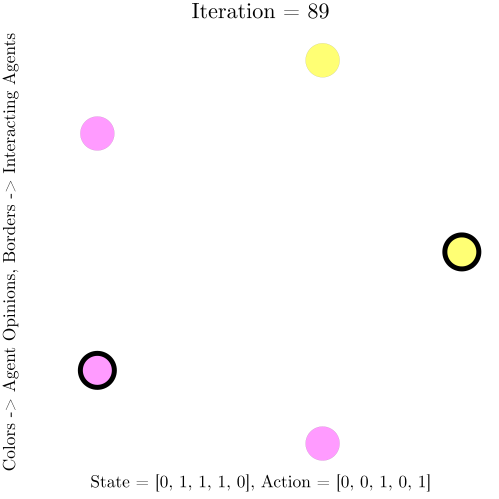 Iteration = 89
Colors -> Agent Opinions, Borders -> Interacting Agents
State = [0, 1, 1, 1, 0], Action = [0, 0, 1, 0, 1]